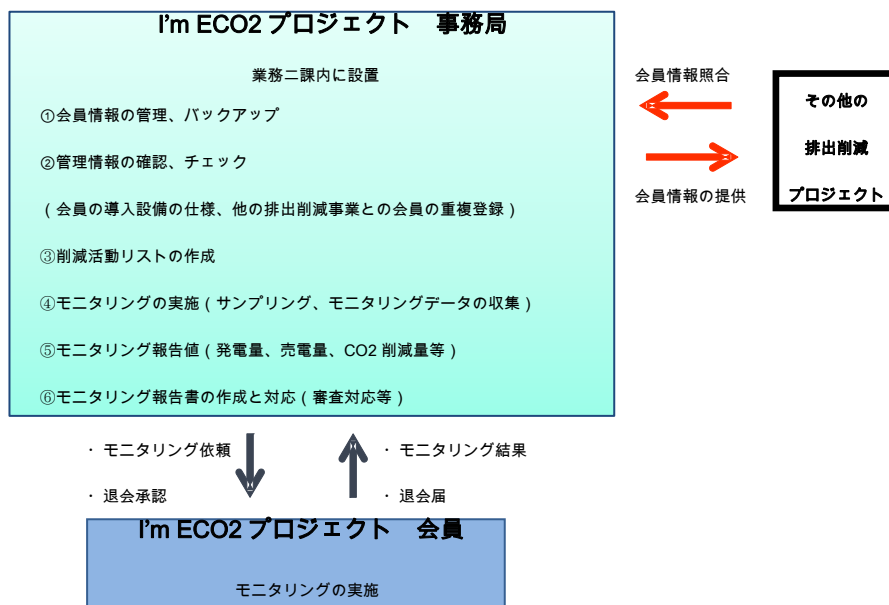 I'm ECO2 プロジェクト　事務局
業務二課内に設置
①会員情報の管理、バックアップ
②管理情報の確認、チェック
（会員の導入設備の仕様、他の排出削減事業との会員の重複登録）
③削減活動リストの作成
④モニタリングの実施（サンプリング、モニタリングデータの収集）
⑤モニタリング報告値（発電量、売電量、CO2 削減量等）
⑥モニタリング報告書の作成と対応（審査対応等）
会員情報照合
会員情報の提供
その他の
排出削減
プロジェクト
・ モニタリング依頼
・ 退会承認
・ モニタリング結果
・ 退会届
I'm ECO2 プロジェクト　会員
モニタリングの実施